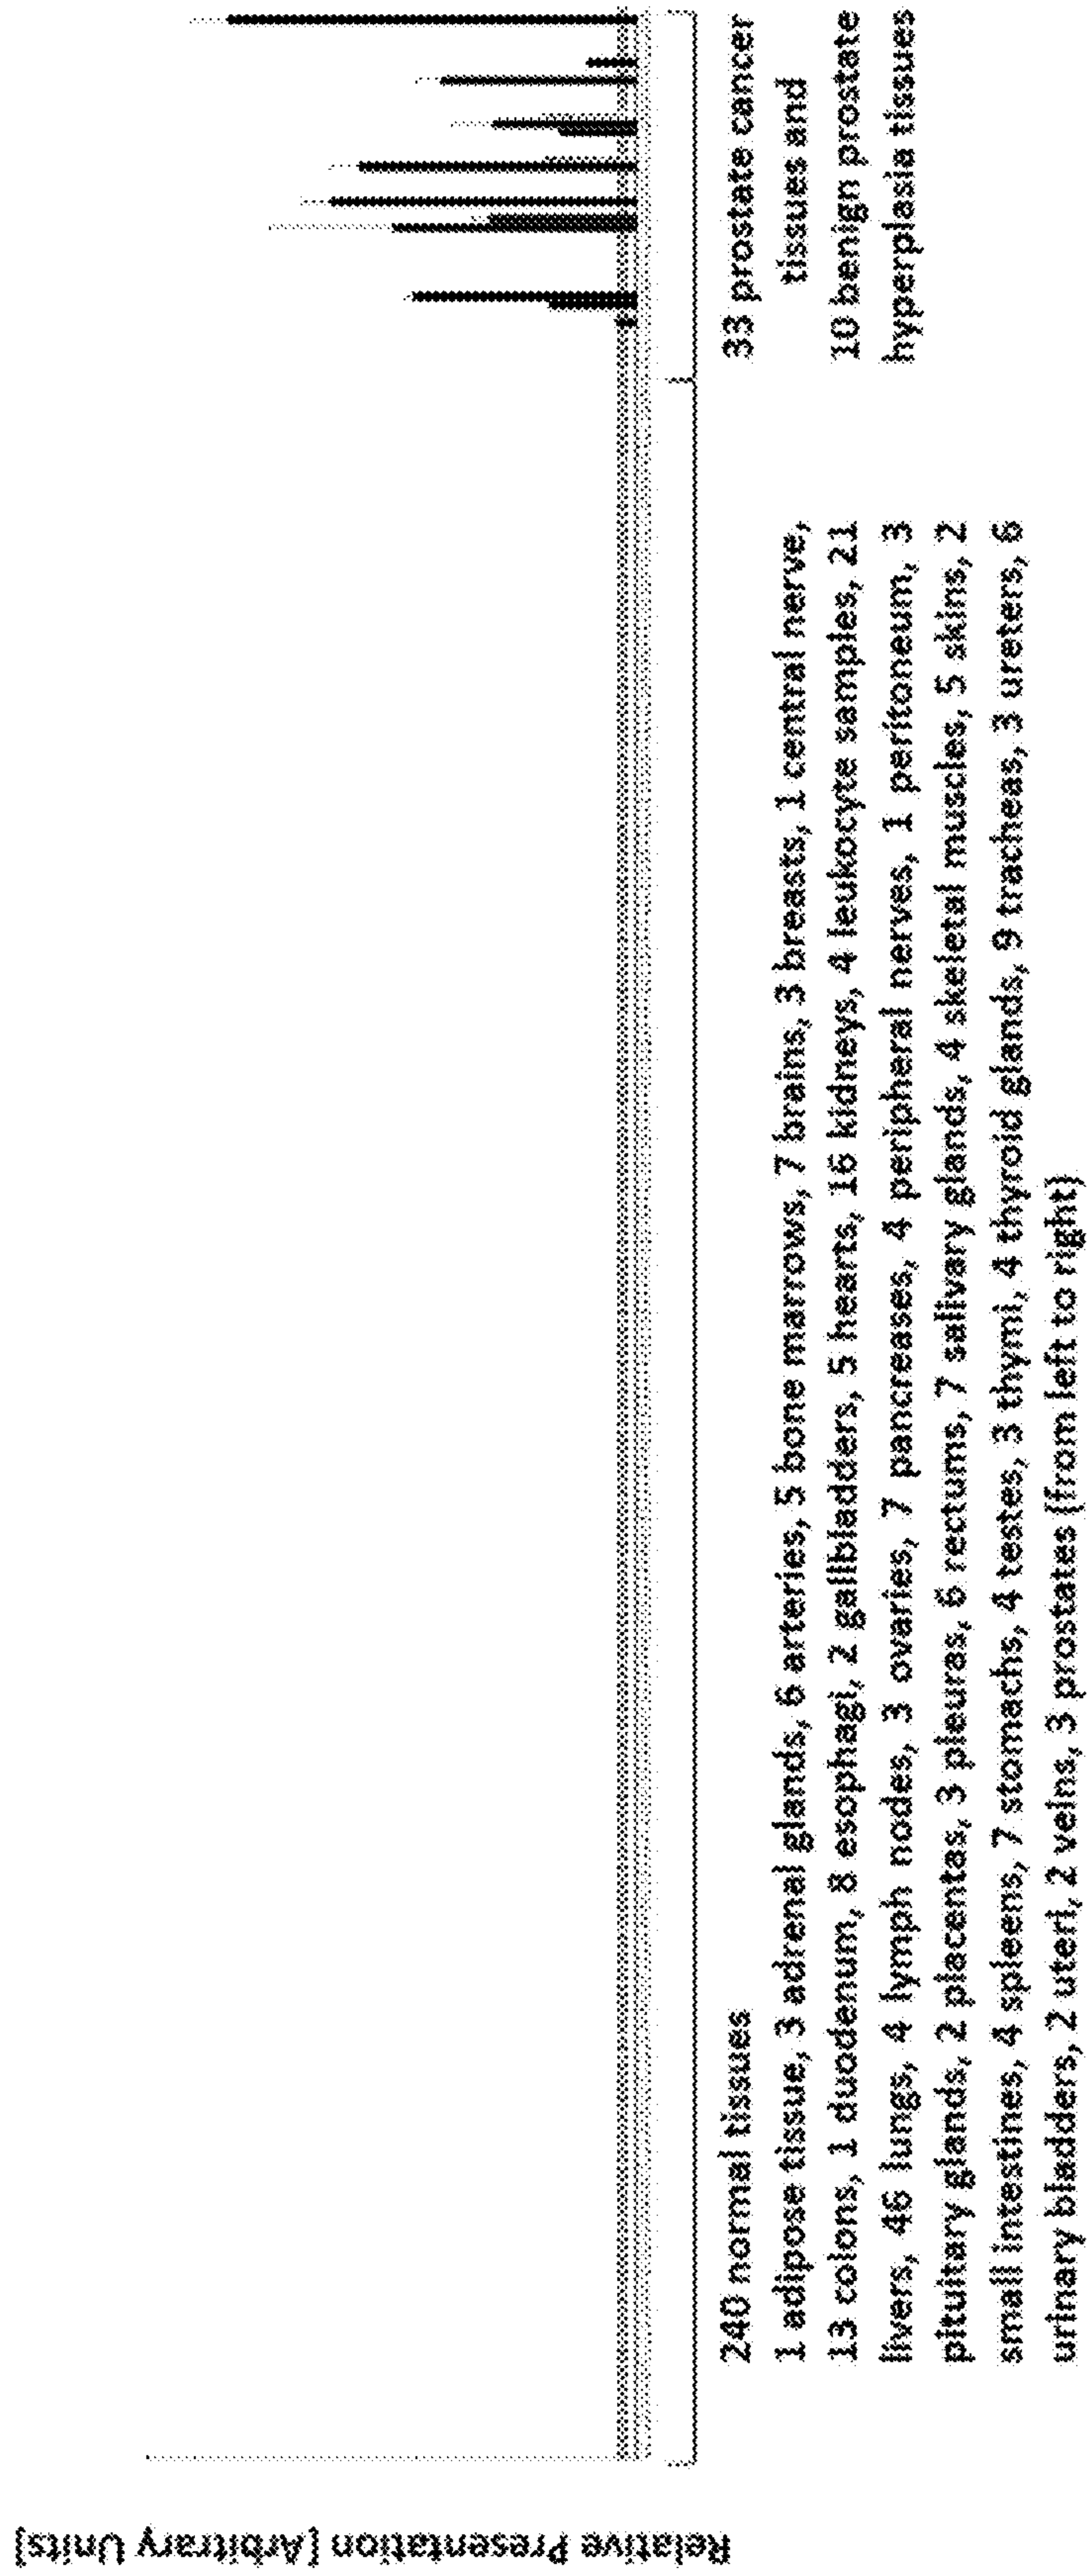 Relative Presentation [Arbitrary Units]
240 normal tissues
1 adipose tissue, 3 adrenal glands, 6 arteries, 5 bone marrows, 7 brains, 3 breasts, 1 central nerve,
13 colons, 1 duodenum, 8 esophagi, 2 gallbladders, 5 hearts, 16 kidneys, 4 leukocyte samples, 21
livers, 46 lungs, 4 lymph nodes, 3 ovaries, 7 pancreases, 4 peripheral nerves, 1 peritoneum, 3
pituitary glands, 2 placentas, 3 pleuras, 6 rectums, 7 salivary glands, 4 skeletal muscles, 5 skins, 2
small intestines, 4 spleens, 7 stomachs, 4 testes, 3 thymi, 4 thyroid glands, 9 tracheas, 3 ureters, 6
urinary bladders, 2 uteri, 2 veins, 3 prostates (from left to right)
33 prostate cancer
tissues and
10 benign prostate
hyperplasia tissues